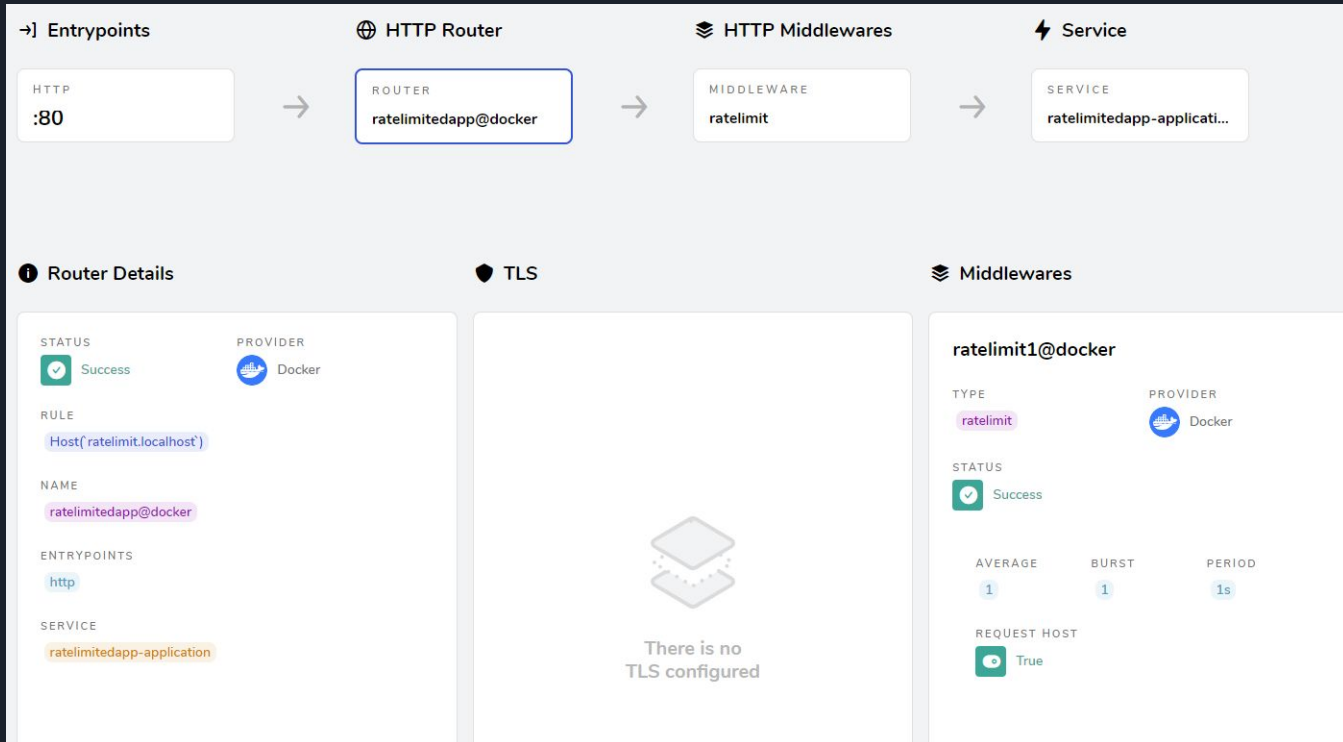 Entrypoints
HTTP Router
HTTP Middlewares
Service
HTTP
:80
ROUTER
ratelimitedapp@docker
MIDDLEWARE
ratelimit
SERVICE
ratelimitedapp-applicati...
Router Details
STATUS
Success
PROVIDER
Docker
RULE
Host(`ratelimit.localhost`)
NAME
ratelimitedapp@docker
ENTRYPOINTS
http
SERVICE
ratelimitedapp-application
TLS
There is no
TLS configured
Middlewares
ratelimit1@docker
TYPE
ratelimit
PROVIDER
Docker
STATUS
Success
AVERAGE
1
BURST
1
PERIOD
1s
REQUEST HOST
True